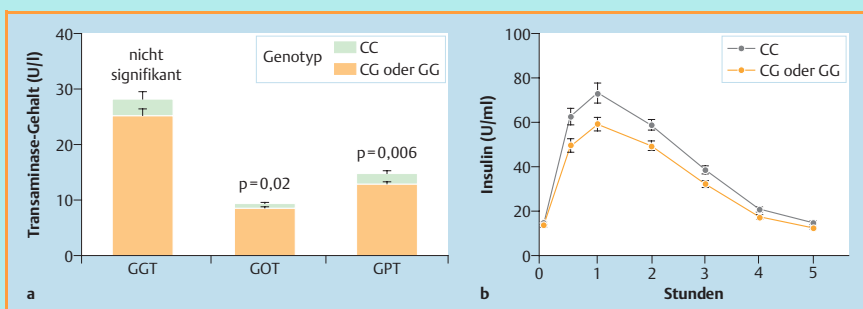 Transaminase-Gehalt (U/l)
40
30
20
10
0
nicht
signifikant
p=0,02
p=0,006
Genotyp
CC
CG oder GG
GGT
GOT
GPT
a
Insulin (U/ml)
100
80
60
40
20
0
CC
CG oder GG
0
1
2
3
4
5
b
Stunden